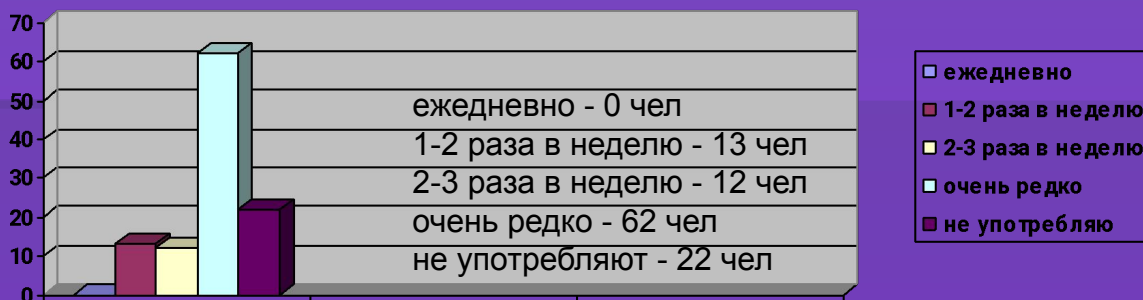 70
60
50
40
30
20
10
0
ежедневно - 0 чел
1-2 раза в неделю - 13 чел
2-3 раза в неделю - 12 чел
очень редко - 62 чел
не употребляют - 22 чел
ежедневно
1-2 раза в неделю
2-3 раза в неделю
очень редко
не употребляю